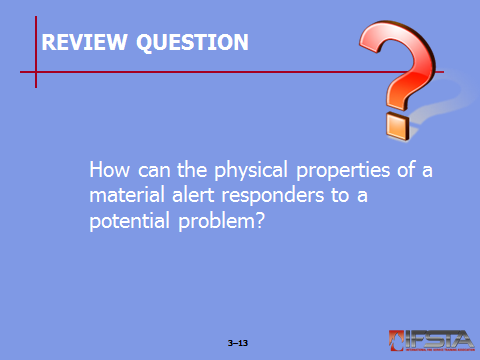 REVIEW QUESTION
How can the physical properties of a
material alert responders to a
potential problem?
3–13
IFSTA